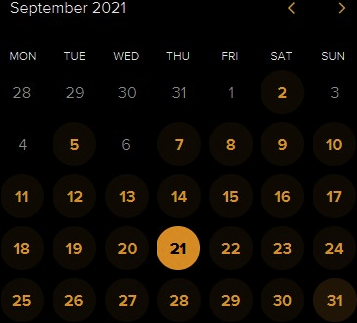 September 2021
MON TUE WED THU FRI SAT SUN
28 29 30 31 1 2 3
4 5 6 7 8 9 10
11 12 13 14 15 16 17
18 19 20 21 22 23 24
25 26 27 28 29 30 31